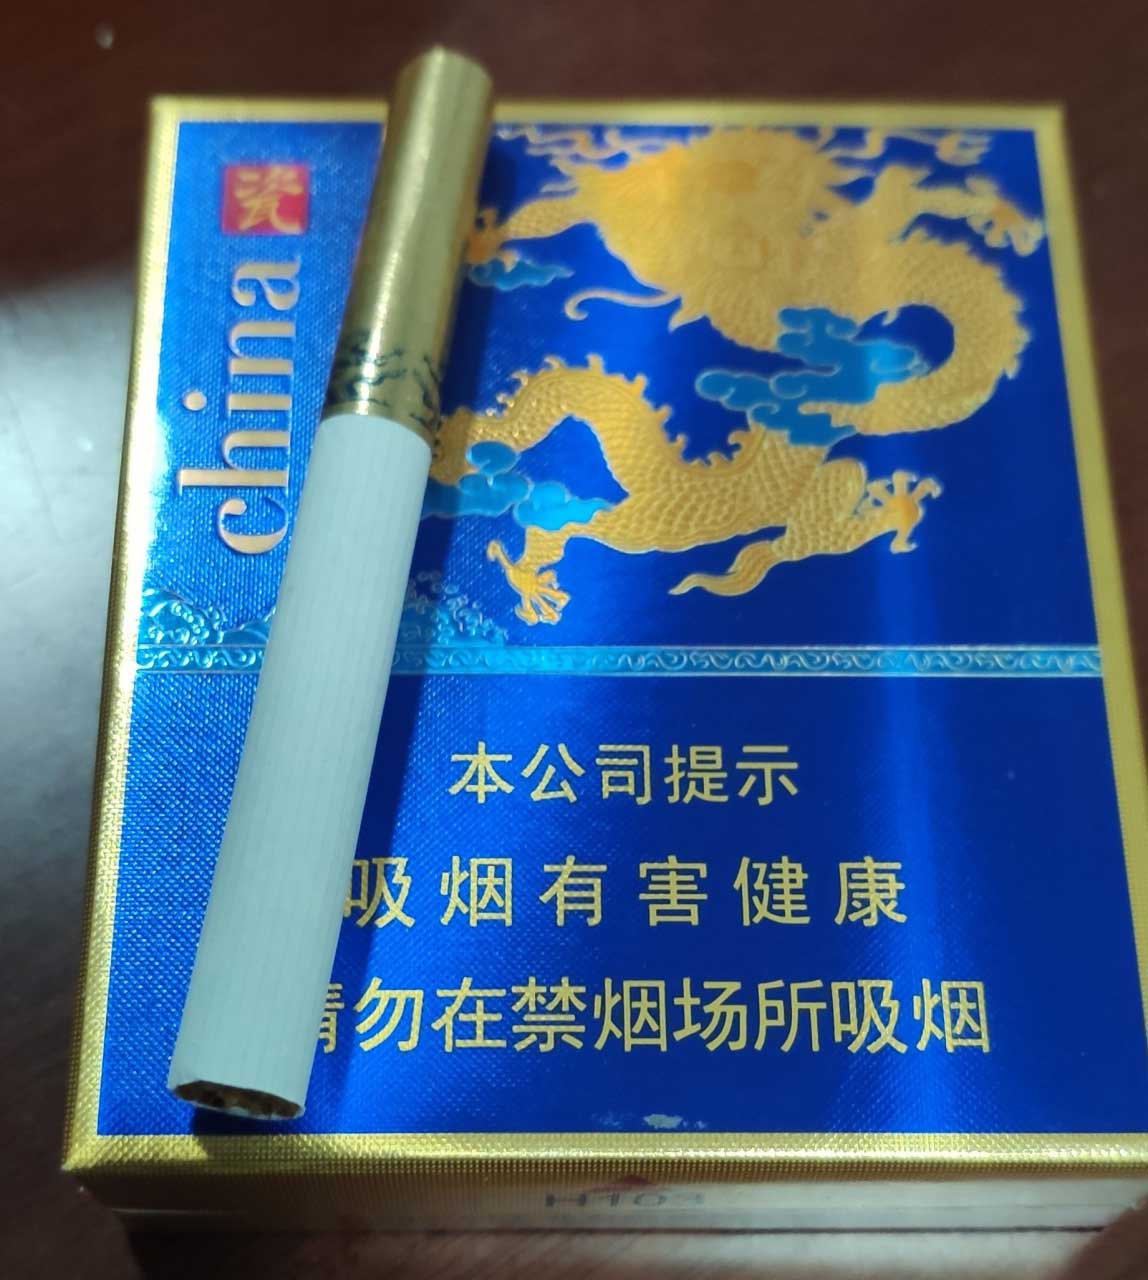 瓷
china
本公司提示
吸烟有害健康
请勿在禁烟场所吸烟